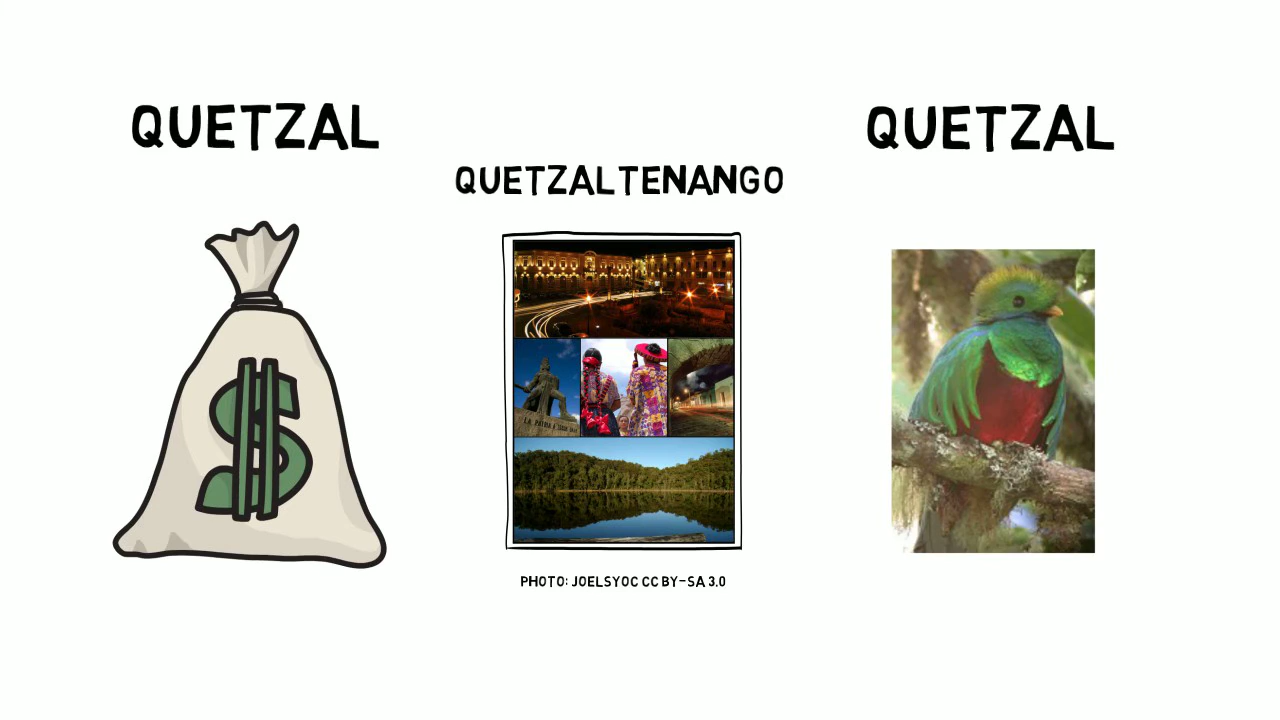 QUETZAL
QUETZALTENANGO
QUETZAL
$
PHOTO: JOELSYOC CC BY-SA 3.0